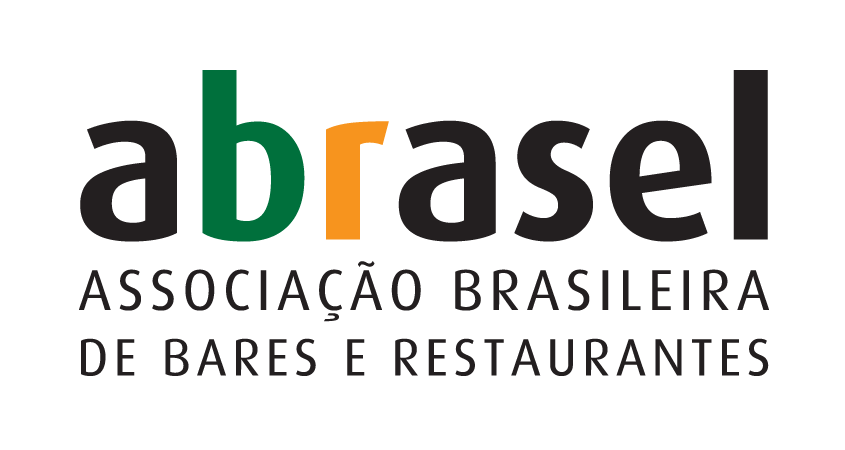 abrasel
ASSOCIAÇÃO BRASILEIRA
DE BARES E RESTAURANTES